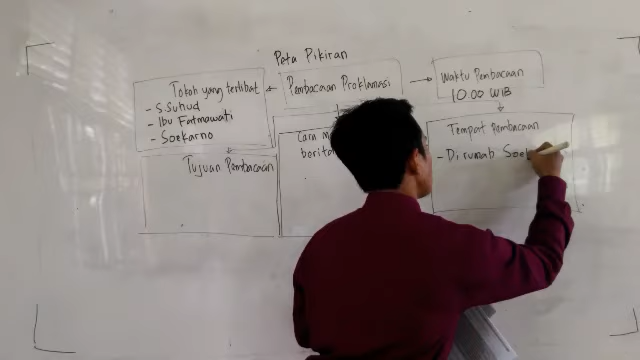 Peta Pikiran
Tokoh yang terlibat
- S.Suhud
- Ibu Fatmawati
- Soekarno
Pembacaan Proklamasi
Waktu Pembacaan
10.00 WIB
Tujuan Pembacaan
Cara
berita
Tempat Pembacaan
- Dirumah Soek